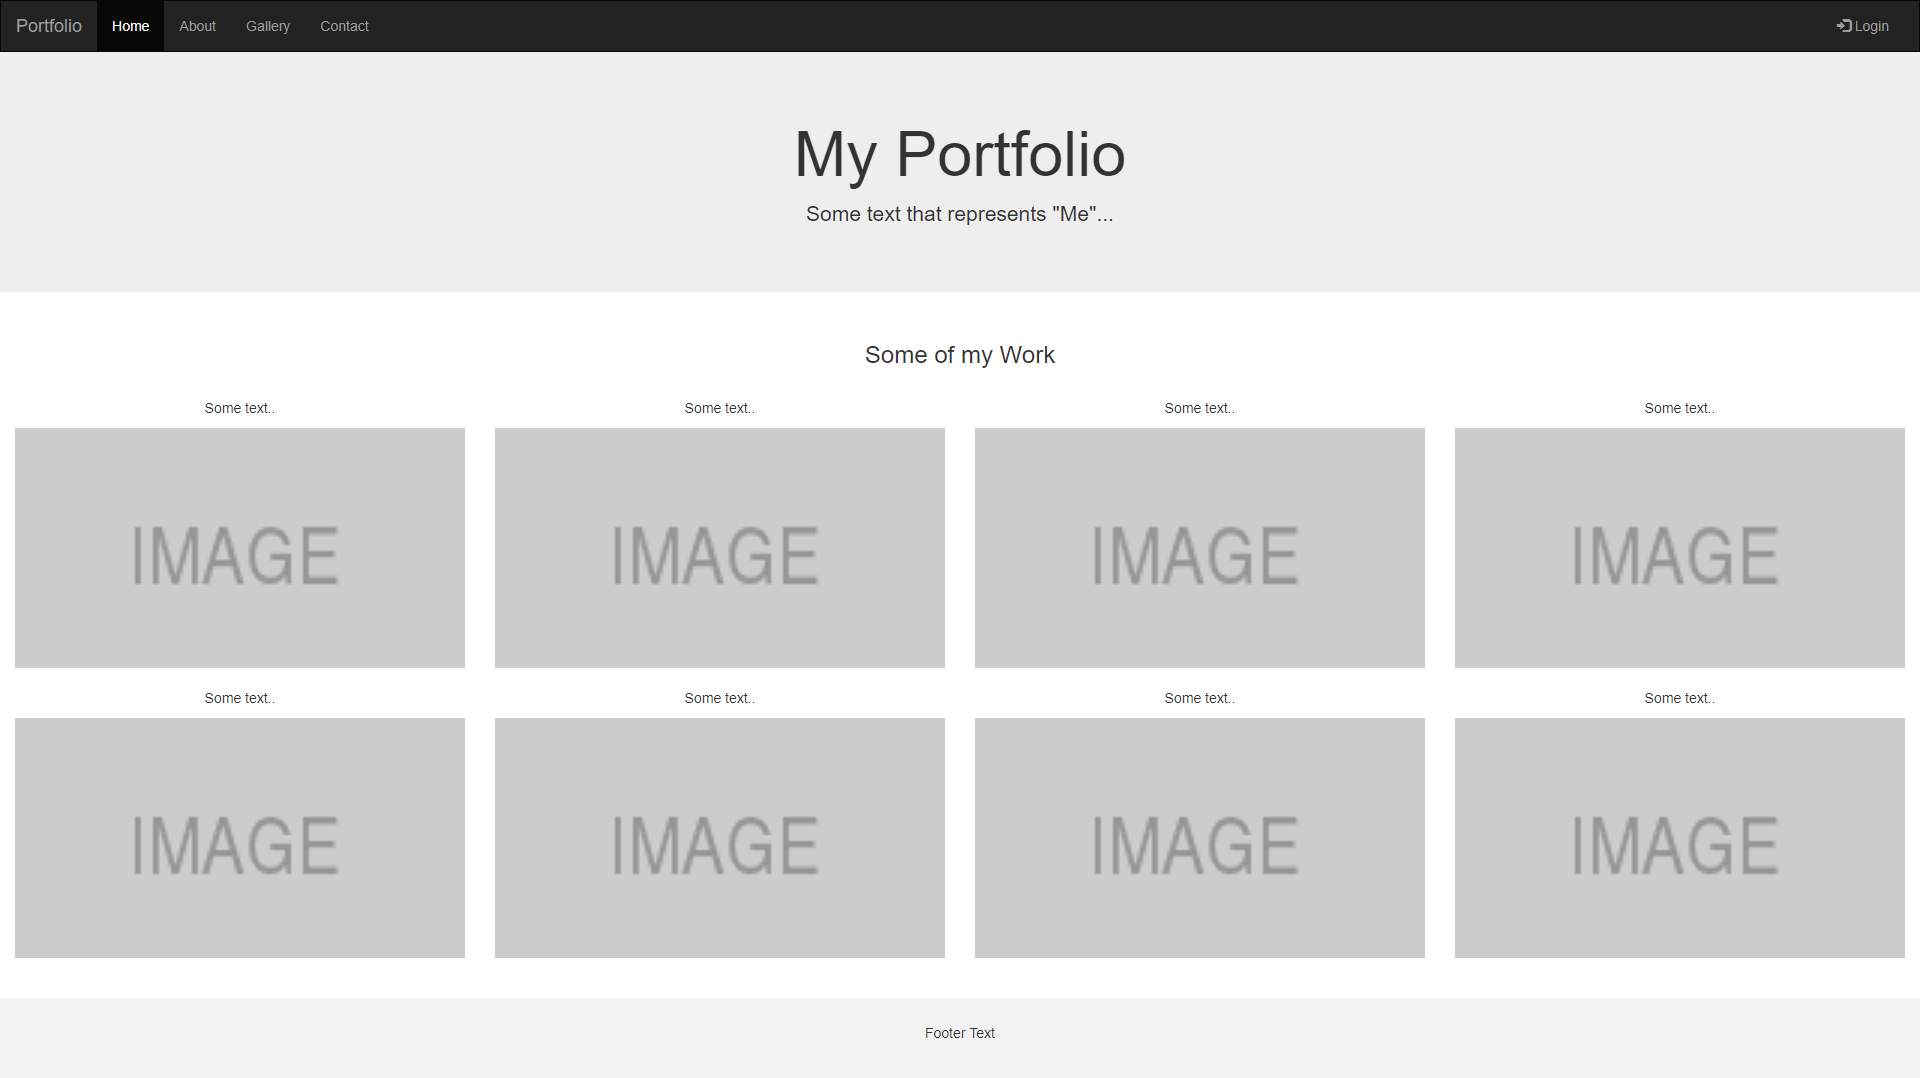 Portfolio Home About Gallery Contact Login
My Portfolio
Some text that represents "Me"...
Some of my Work
Some text.. Some text.. Some text.. Some text..
IMAGE IMAGE IMAGE IMAGE
Some text.. Some text.. Some text.. Some text..
IMAGE IMAGE IMAGE IMAGE
Footer Text